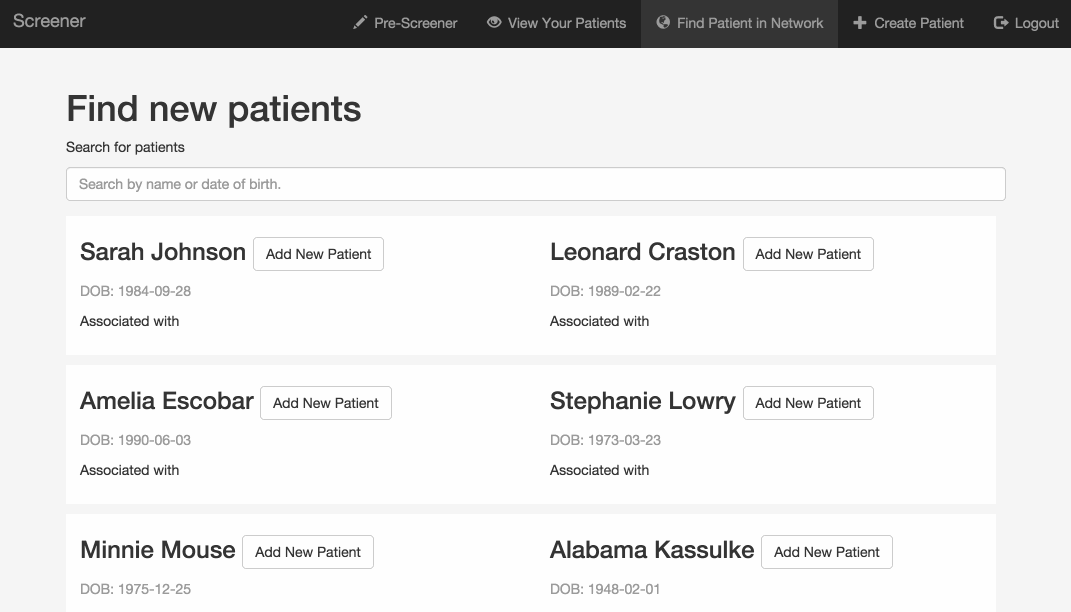 Screener Pre-Screener View Your Patients Find Patient in Network Create Patient Logout
Find new patients
Search for patients
Search by name or date of birth.
Sarah Johnson Add New Patient
DOB: 1984-09-28
Associated with
Leonard Craston Add New Patient
DOB: 1989-02-22
Associated with
Amelia Escobar Add New Patient
DOB: 1990-06-03
Associated with
Stephanie Lowry Add New Patient
DOB: 1973-03-23
Associated with
Minnie Mouse Add New Patient
DOB: 1975-12-25
Alabama Kassulke Add New Patient
DOB: 1948-02-01